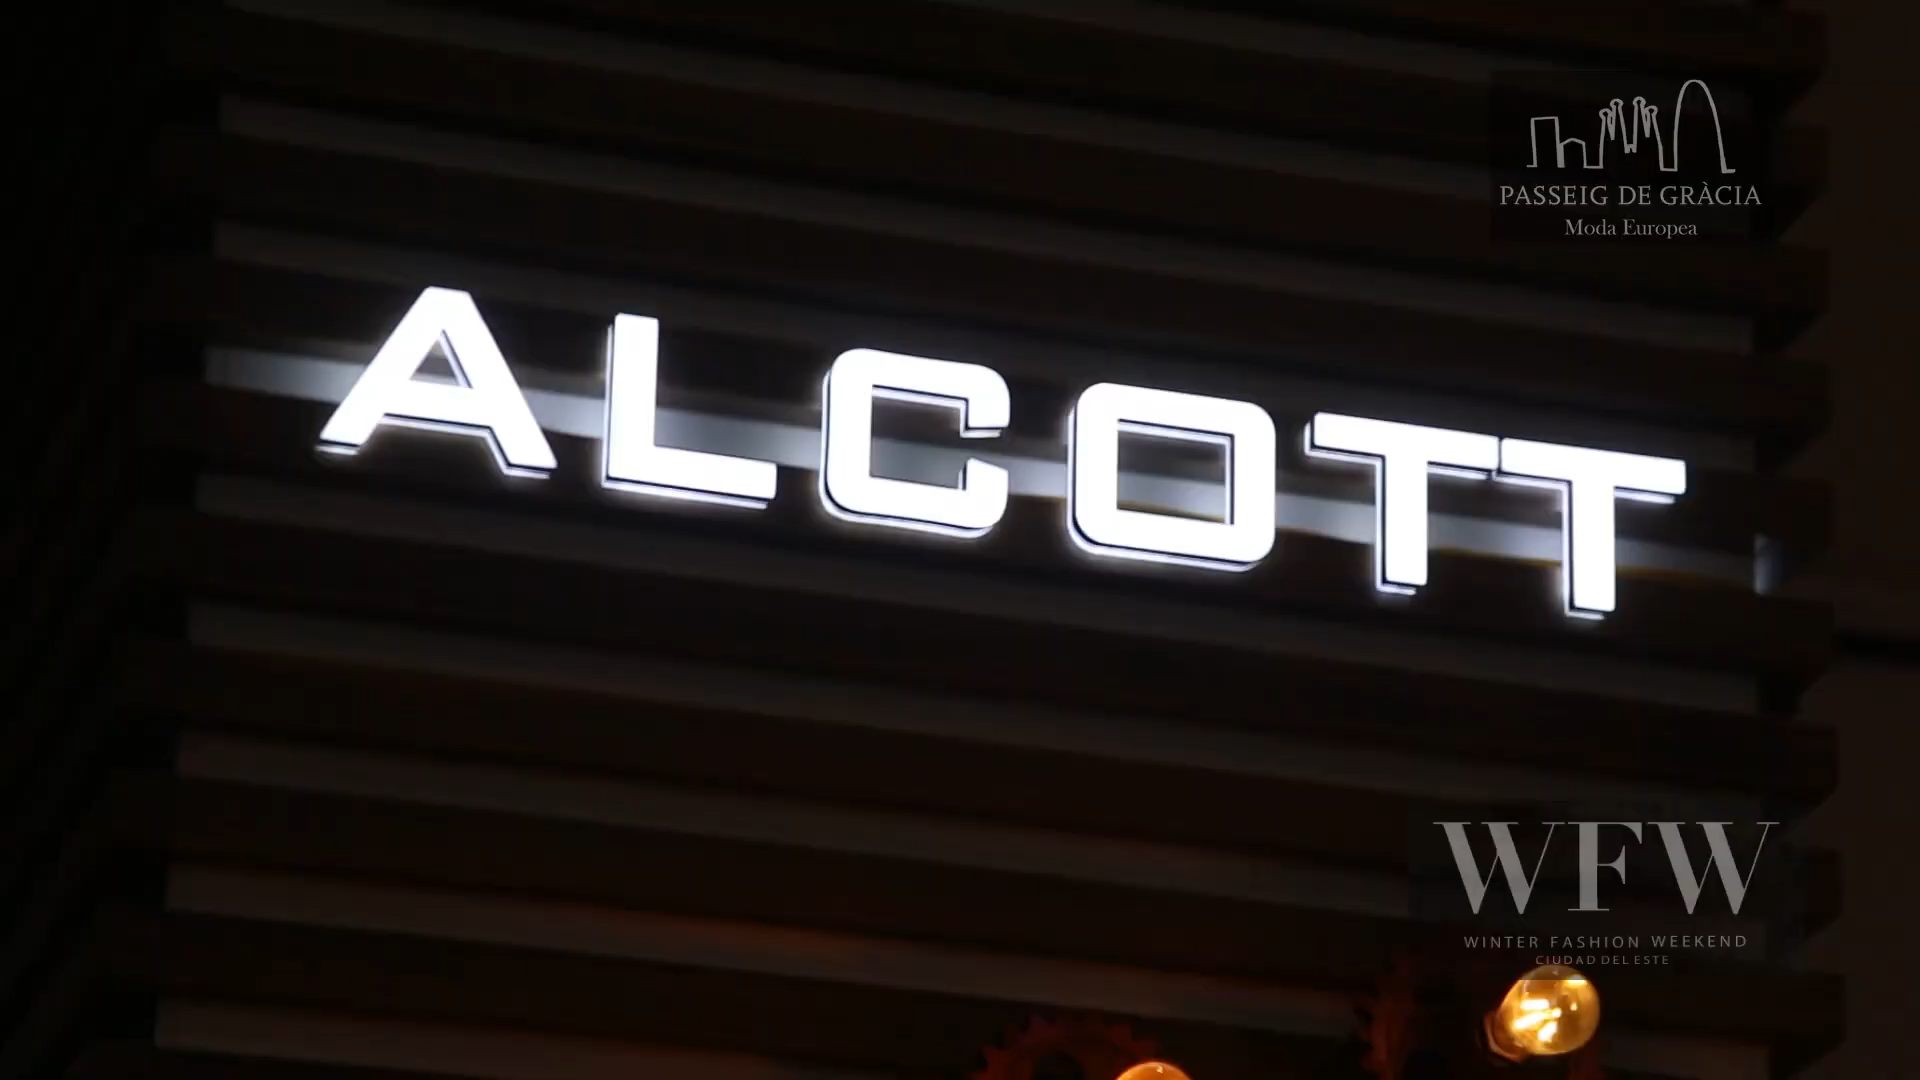 PASSEIG DE GRÀCIA
Moda Europea
ALCOTT
WFW
WINTER FASHION WEEKEND
CIUDAD DEL ESTE